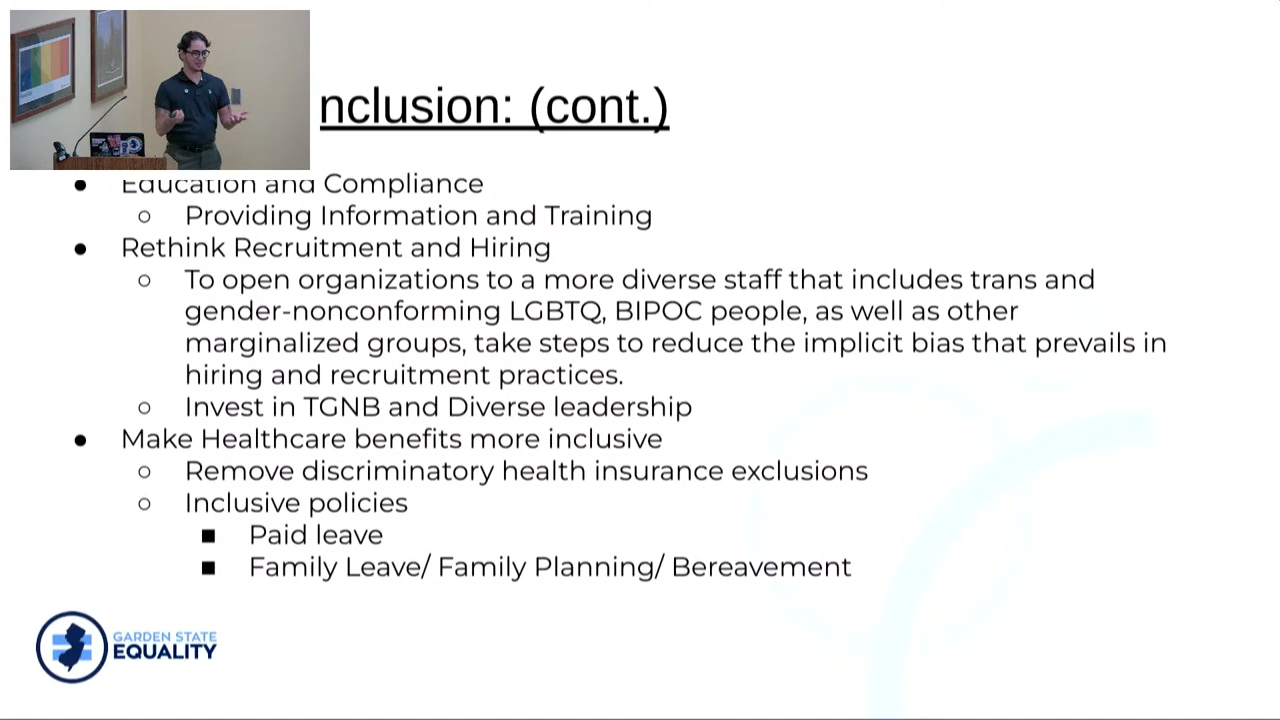 nclusion: (cont.)
● Education and Compliance
○ Providing Information and Training
● Rethink Recruitment and Hiring
○ To open organizations to a more diverse staff that includes trans and
gender-nonconforming LGBTQ, BIPOC people, as well as other
marginalized groups, take steps to reduce the implicit bias that prevails in
hiring and recruitment practices.
○ Invest in TGNB and Diverse leadership
● Make Healthcare benefits more inclusive
○ Remove discriminatory health insurance exclusions
○ Inclusive policies
■ Paid leave
■ Family Leave/ Family Planning/ Bereavement
GARDEN STATE
EQUALITY